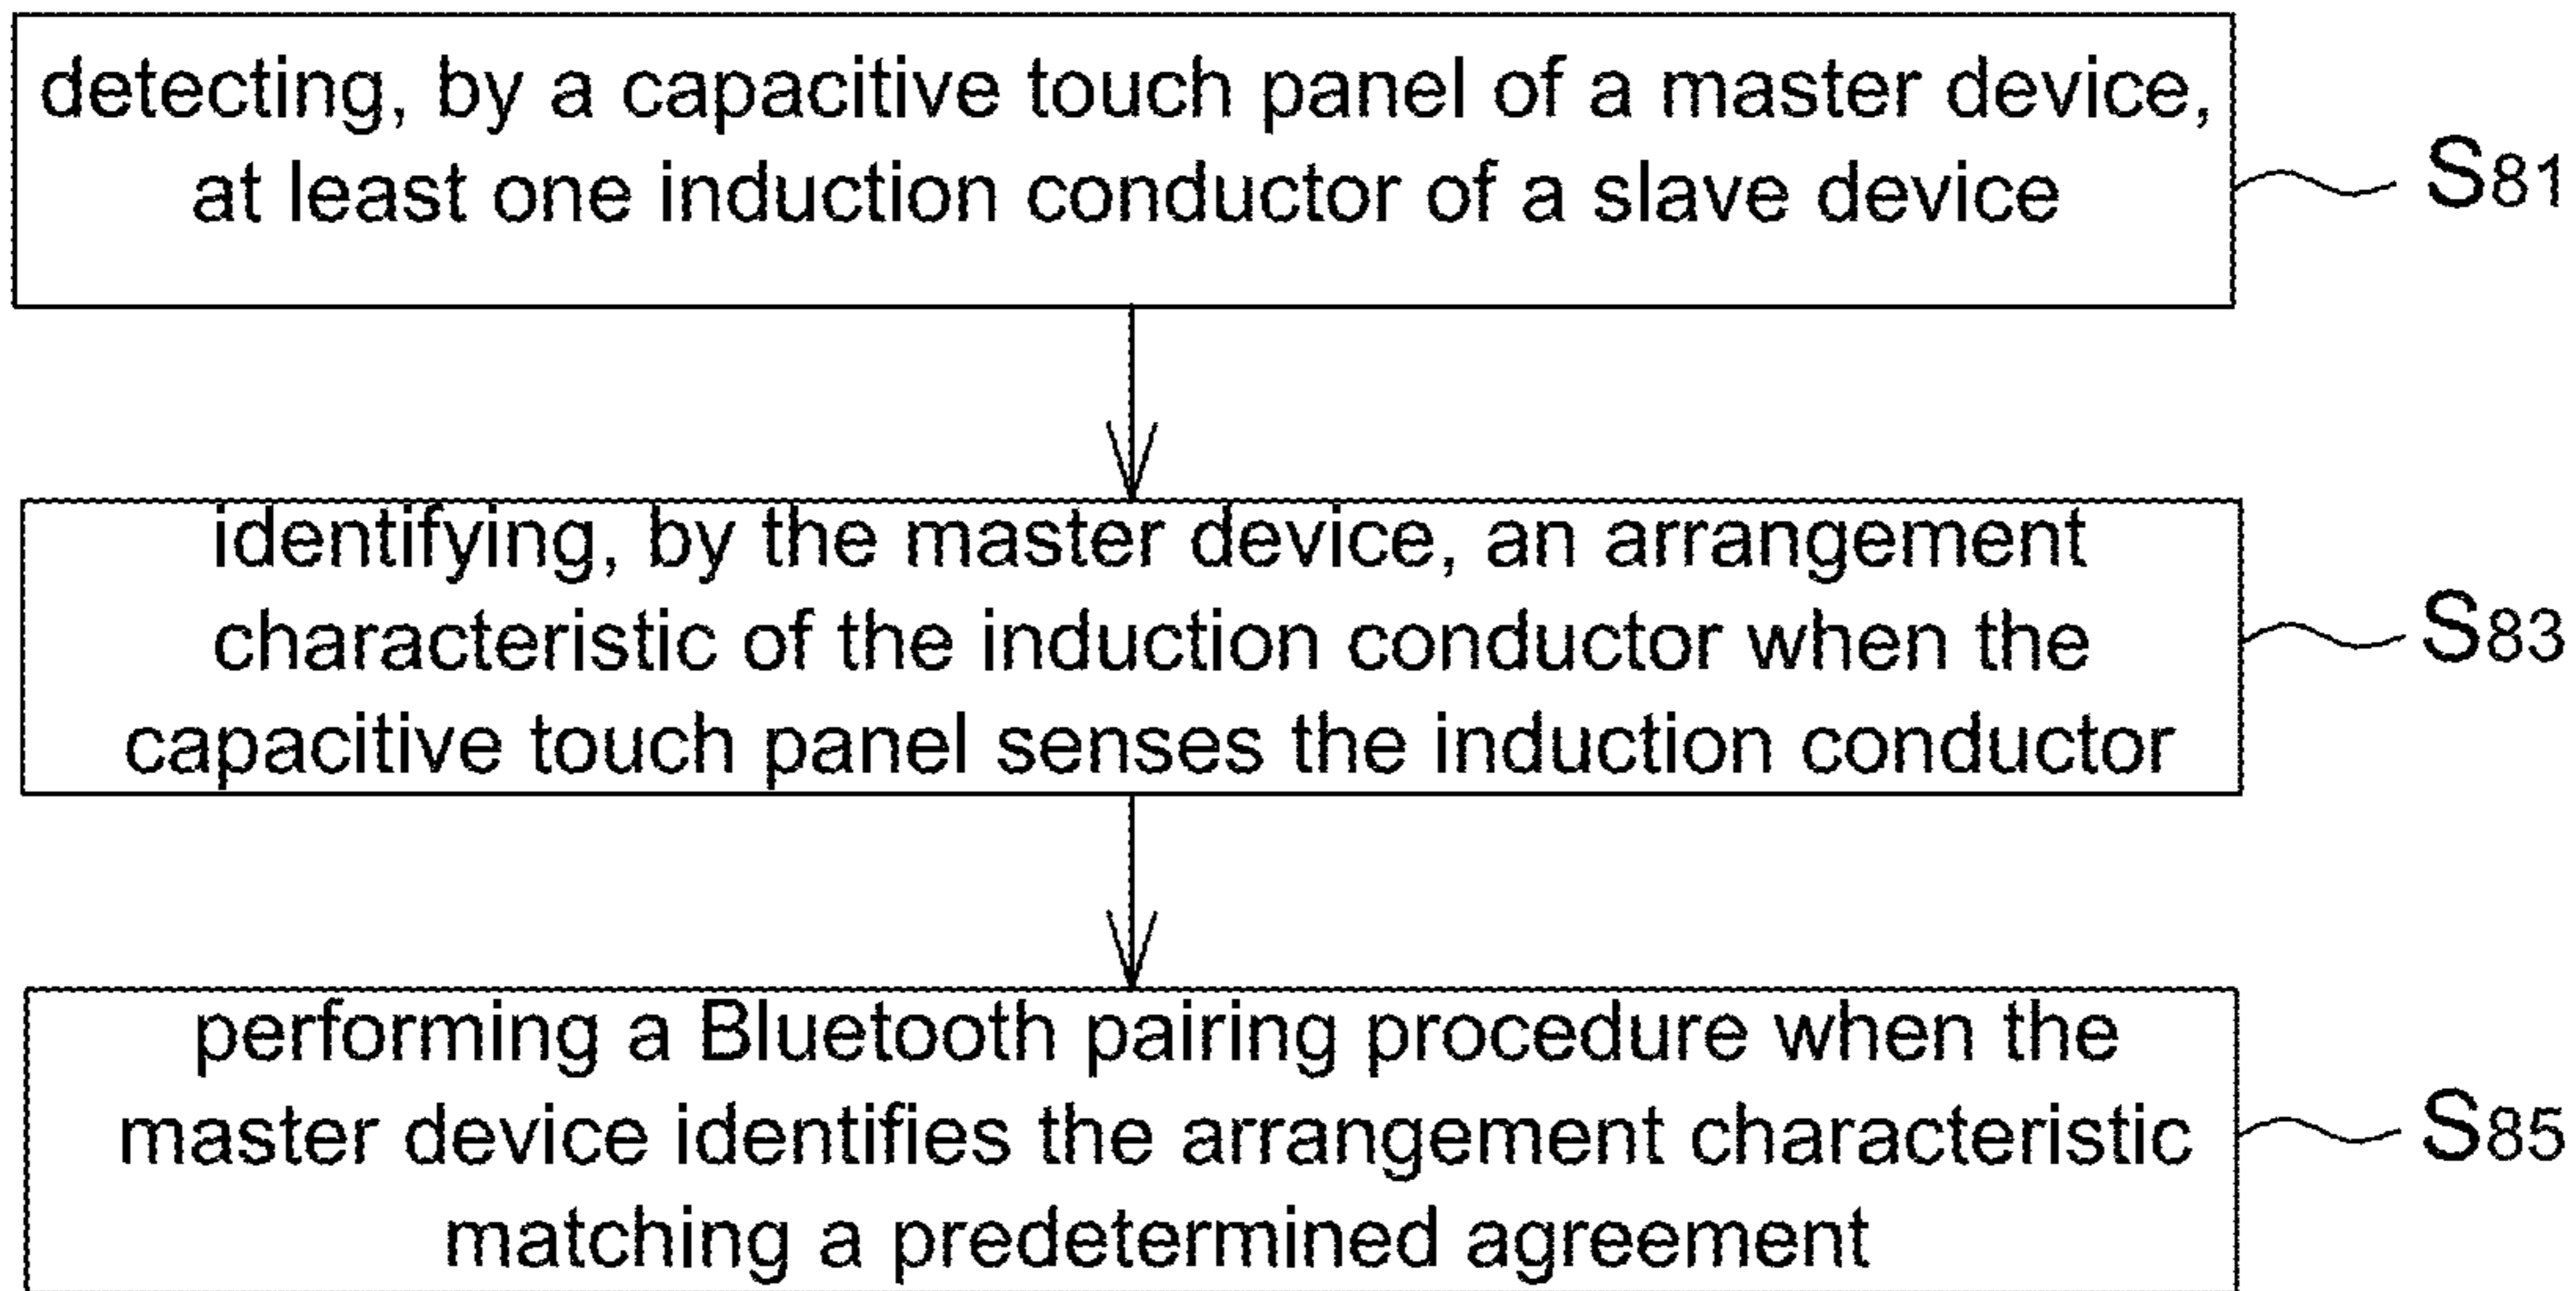 detecting, by a capacitive touch panel of a master device,
at least one induction conductor of a slave device
S81
identifying, by the master device, an arrangement
characteristic of the induction conductor when the
capacitive touch panel senses the induction conductor
S83
performing a Bluetooth pairing procedure when the
master device identifies the arrangement characteristic
matching a predetermined agreement
S85